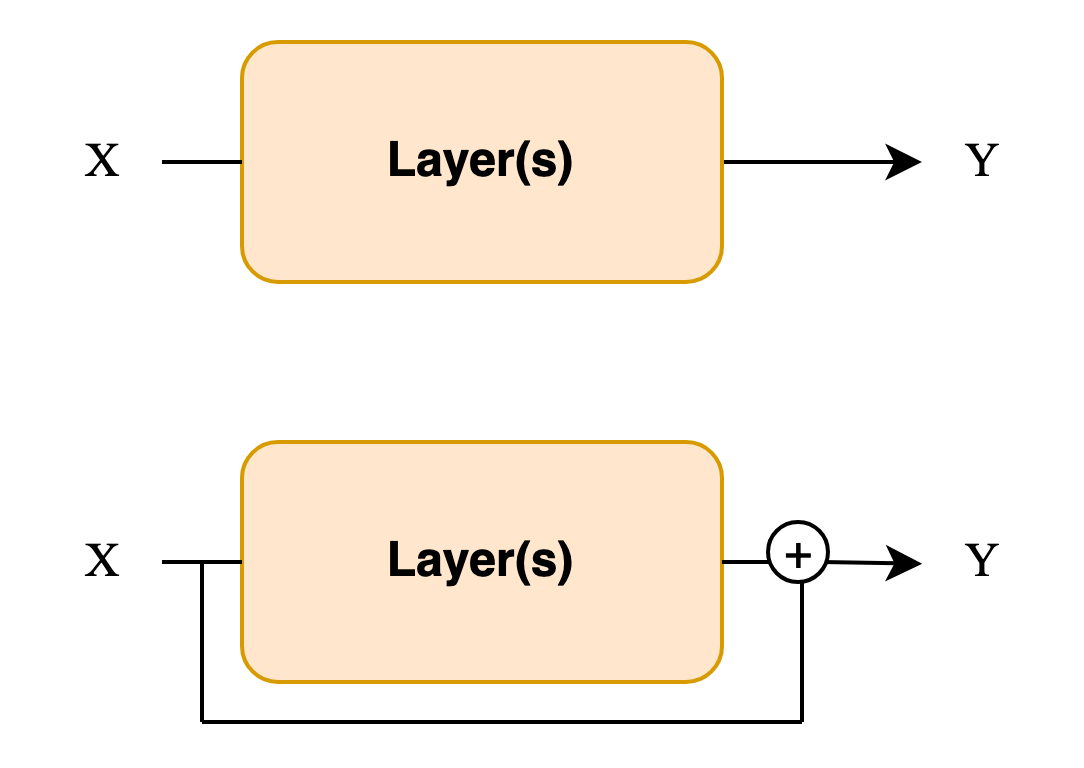 X Layer(s) Y
X Layer(s) + Y